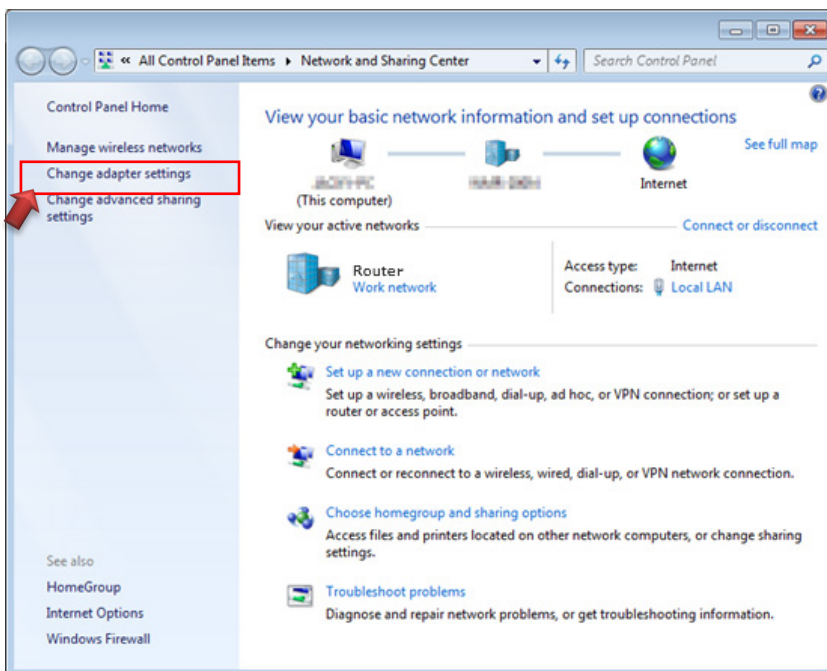 « All Control Panel Items ▸ Network and Sharing Center
Search Control Panel
Control Panel Home
Manage wireless networks
Change adapter settings
Change advanced sharing
settings
See also
HomeGroup
Internet Options
Windows Firewall
View your basic network information and set up connections
See full map
Internet
(This computer)
View your active networks
Connect or disconnect
Router
Work network
Access type: Internet
Connections: Local LAN
Change your networking settings
Set up a new connection or network
Set up a wireless, broadband, dial-up, ad hoc, or VPN connection; or set up a
router or access point.
Connect to a network
Connect or reconnect to a wireless, wired, dial-up, or VPN network connection.
Choose homegroup and sharing options
Access files and printers located on other network computers, or change sharing
settings.
Troubleshoot problems
Diagnose and repair network problems, or get troubleshooting information.